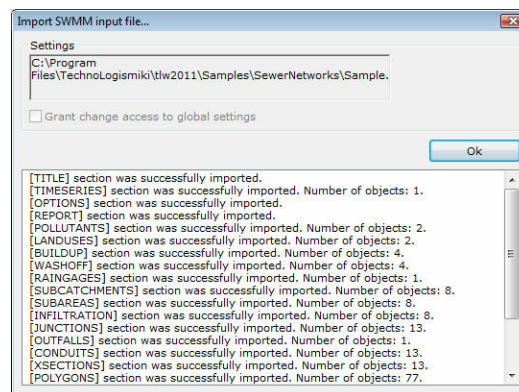 Import SWMM input file...
Settings
C:\Program
Files\TechnoLogismiki\tlw2011\Samples\SewerNetworks\Sample.
Grant change access to global settings
Ok
[TITLE] section was successfully imported.
[TIMESERIES] section was successfully imported. Number of objects: 1.
[OPTIONS] section was successfully imported.
[REPORT] section was successfully imported.
[POLLUTANTS] section was successfully imported. Number of objects: 2.
[LANDUSES] section was successfully imported. Number of objects: 2.
[BUILDUP] section was successfully imported. Number of objects: 4.
[WASHOFF] section was successfully imported. Number of objects: 4.
[RAINGAGES] section was successfully imported. Number of objects: 1.
[SUBCATCHMENTS] section was successfully imported. Number of objects: 8.
[SUBAREAS] section was successfully imported. Number of objects: 8.
[INFILTRATION] section was successfully imported. Number of objects: 8.
[JUNCTIONS] section was successfully imported. Number of objects: 13.
[OUTFALLS] section was successfully imported. Number of objects: 1.
[CONDUITS] section was successfully imported. Number of objects: 13.
[XSECTIONS] section was successfully imported. Number of objects: 13.
[POLYGONS] section was successfully imported. Number of objects: 77.